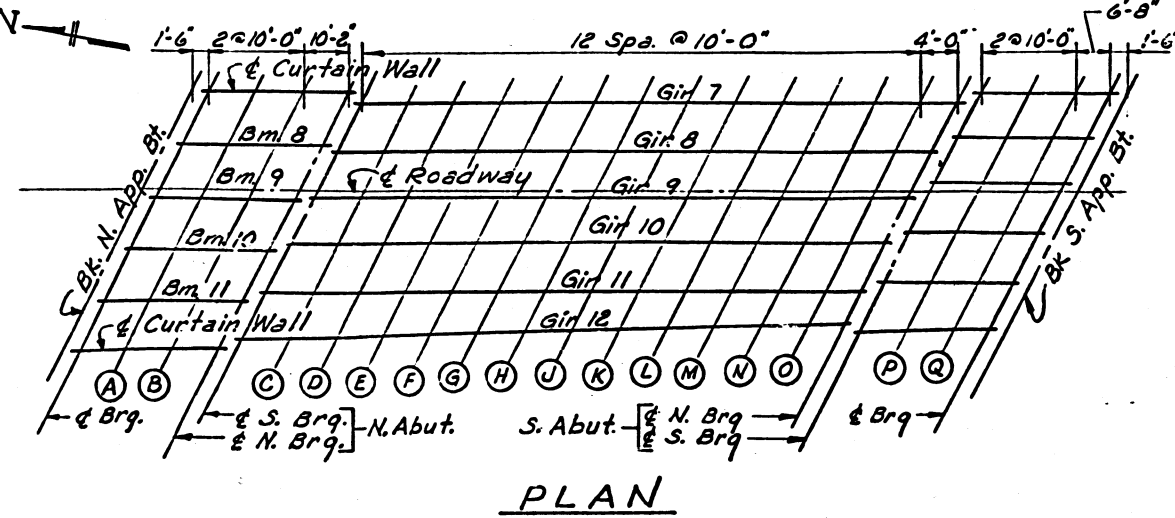 N
1'-6" 2@10'-0" 10'-2" 12 Spa. @ 10'-0" 4'-0" 2@10'-0" 6'-8" 1'-6"
℄ Curtain Wall
Gir 7
Bm. 8
Gir 8
Bk. N. App. Bt.
Bm. 9
℄ Roadway
Gir 9
Bm. 10
Gir 10
Bk S. App. Bt.
Bm. 11
Gir 11
℄ Curtain Wall
Gir 12
A B C D E F G H J K L M N O P Q
℄ Brg.
℄ S. Brg.
℄ N. Brg.
N. Abut.
S. Abut.
℄ N. Brg
℄ S. Brg
℄ Brg
PLAN